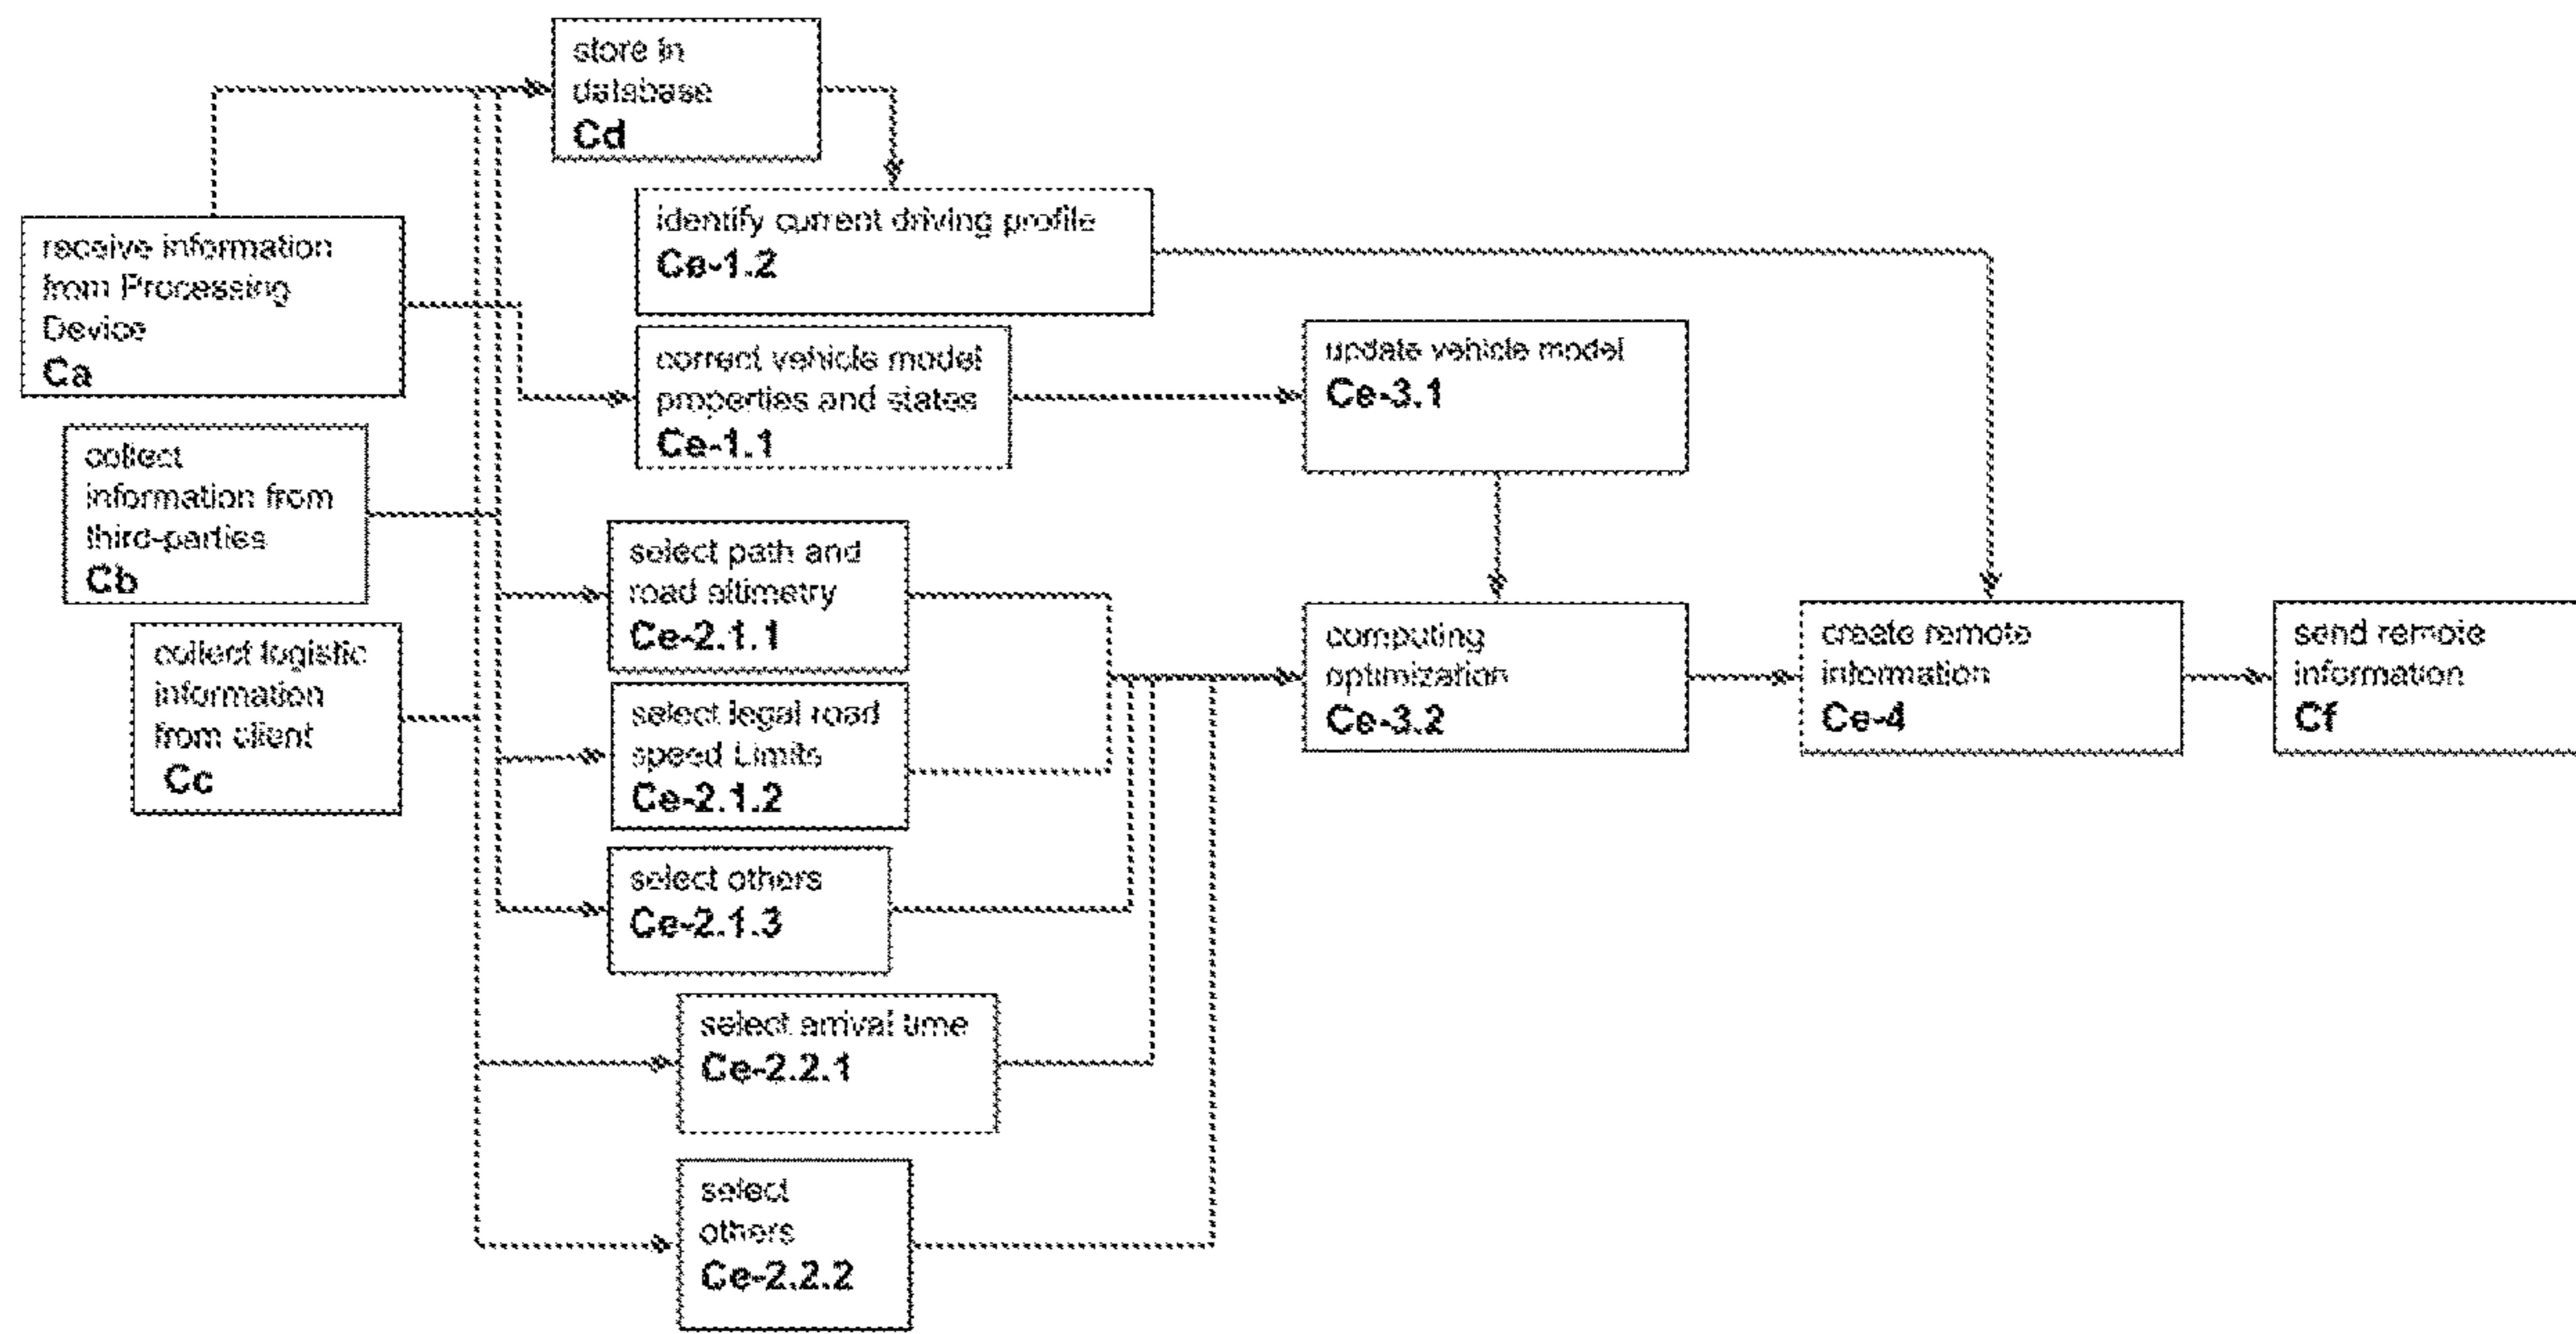 store in
database
Cd
identify current driving profile
Ce-1.2
receive information
from Processing
Device
Ca
correct vehicle model
properties and states
Ce-1.1
update vehicle model
Ce-3.1
collect
information from
third-parties
Cb
select path and
road altimetry
Ce-2.1.1
collect logistic
information
from client
Cc
select legal road
speed Limits
Ce-2.1.2
computing
optimization
Ce-3.2
create remote
information
Ce-4
send remote
information
Cf
select others
Ce-2.1.3
select arrival time
Ce-2.2.1
select
others
Ce-2.2.2